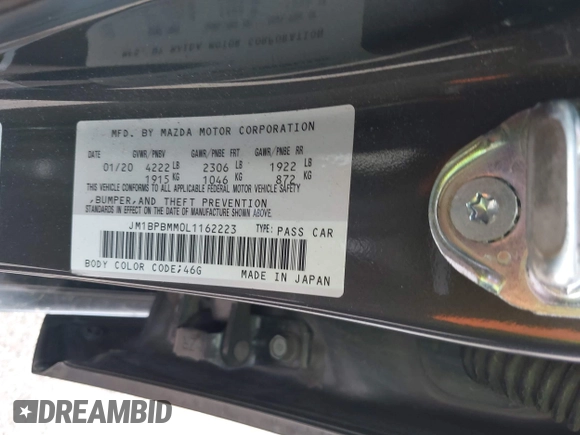 MFD. BY MAZDA MOTOR CORPORATION
DATE GVWR/PNBV GAWR/PNBE FRT GAWR/PNBE RR
01/20 4222 LB 2306 LB 1922 LB
1915 KG 1046 KG 872 KG
THIS VEHICLE CONFORMS TO ALL APPLICABLE FEDERAL MOTOR VEHICLE SAFETY
, BUMPER, AND THEFT PREVENTION
STANDARDS IN EFFECT ON THE DATE OF MANUFACTURE SHOWN ABOVE.
JM1BPBMM0L1162223 TYPE: PASS CAR
BODY COLOR CODE;46G MADE IN JAPAN
DREAMBID